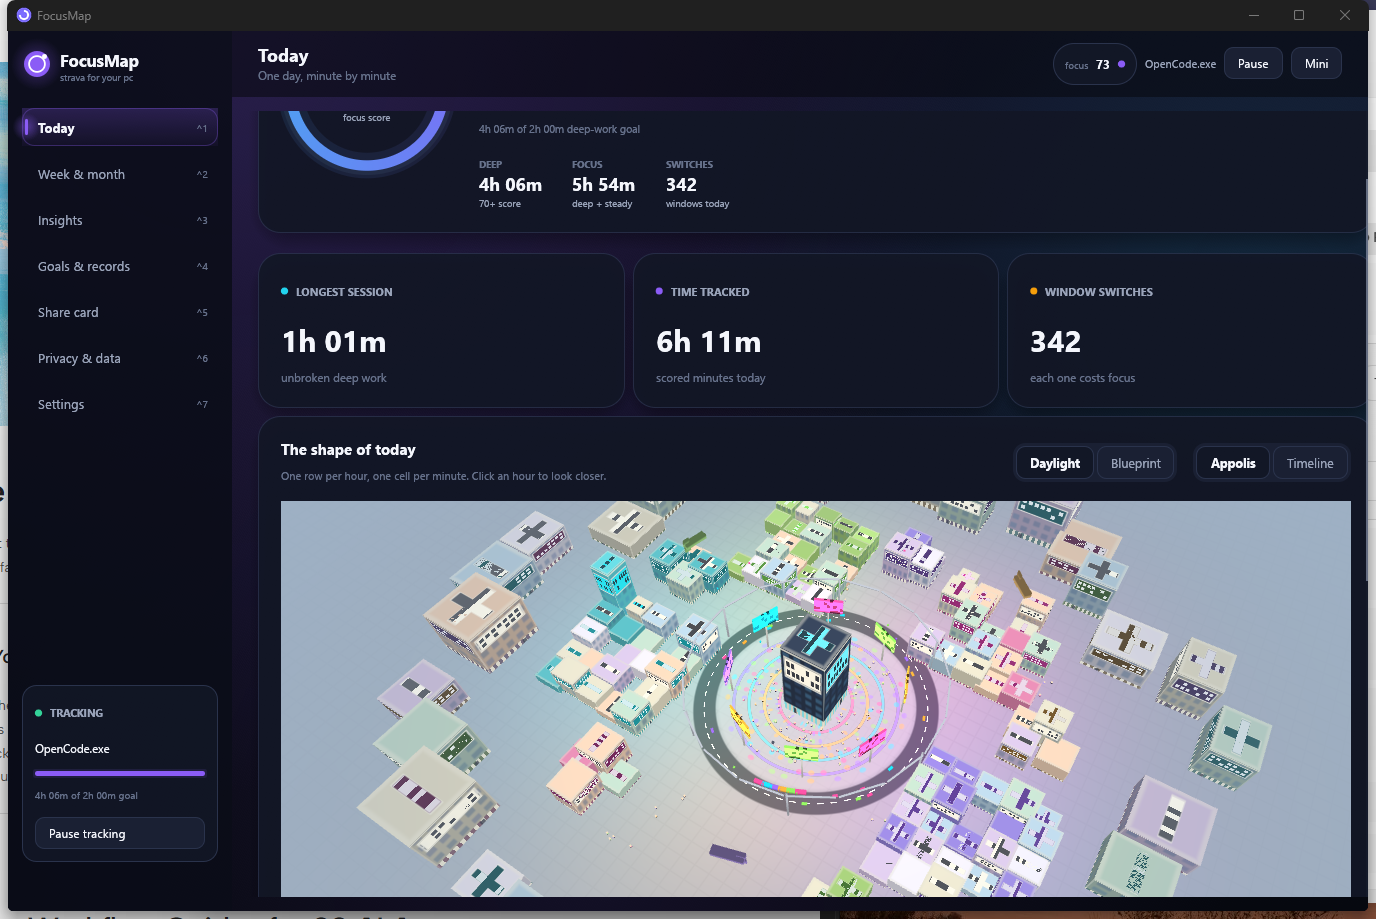 FocusMap
FocusMap
strava for your pc
Today ^1
Week & month ^2
Insights ^3
Goals & records ^4
Share card ^5
Privacy & data ^6
Settings ^7
TRACKING
OpenCode.exe
4h 06m of 2h 00m goal
Pause tracking
Today
One day, minute by minute
focus 73
OpenCode.exe
Pause
Mini
focus score
4h 06m of 2h 00m deep-work goal
DEEP
4h 06m
70+ score
FOCUS
5h 54m
deep + steady
SWITCHES
342
windows today
LONGEST SESSION
1h 01m
unbroken deep work
TIME TRACKED
6h 11m
scored minutes today
WINDOW SWITCHES
342
each one costs focus
The shape of today
One row per hour, one cell per minute. Click an hour to look closer.
Daylight
Blueprint
Appolis
Timeline